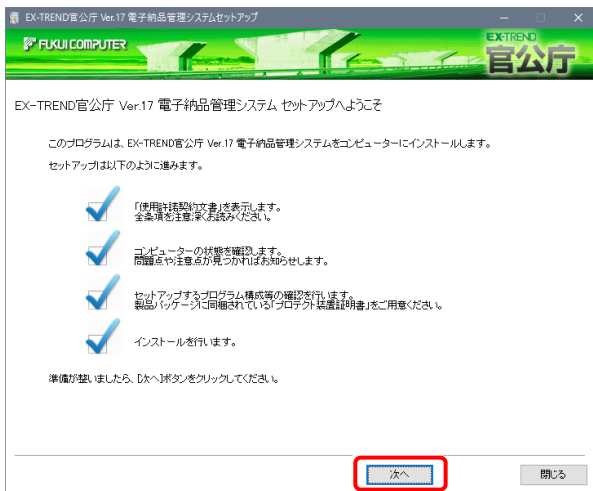 EX-TREND官公庁 Ver.17 電子納品管理システムセットアップ
FUKUI COMPUTER
EX-TREND
官公庁
EX-TREND官公庁 Ver.17 電子納品管理システム セットアップへようこそ
このプログラムは、EX-TREND官公庁 Ver.17 電子納品管理システムをコンピューターにインストールします。
セットアップは以下のように進みます。
「使用許諾契約文書」を表示します。
全条項を注意深くお読みください。
コンピューターの状態を確認します。
問題点や注意点が見つかればお知らせします。
セットアップするプログラム構成等の確認を行います。
製品パッケージに同梱されている「プロテクト装置証明書」をご用意ください。
インストールを行います。
準備が整いましたら、[次へ]ボタンをクリックしてください。
次へ
閉じる